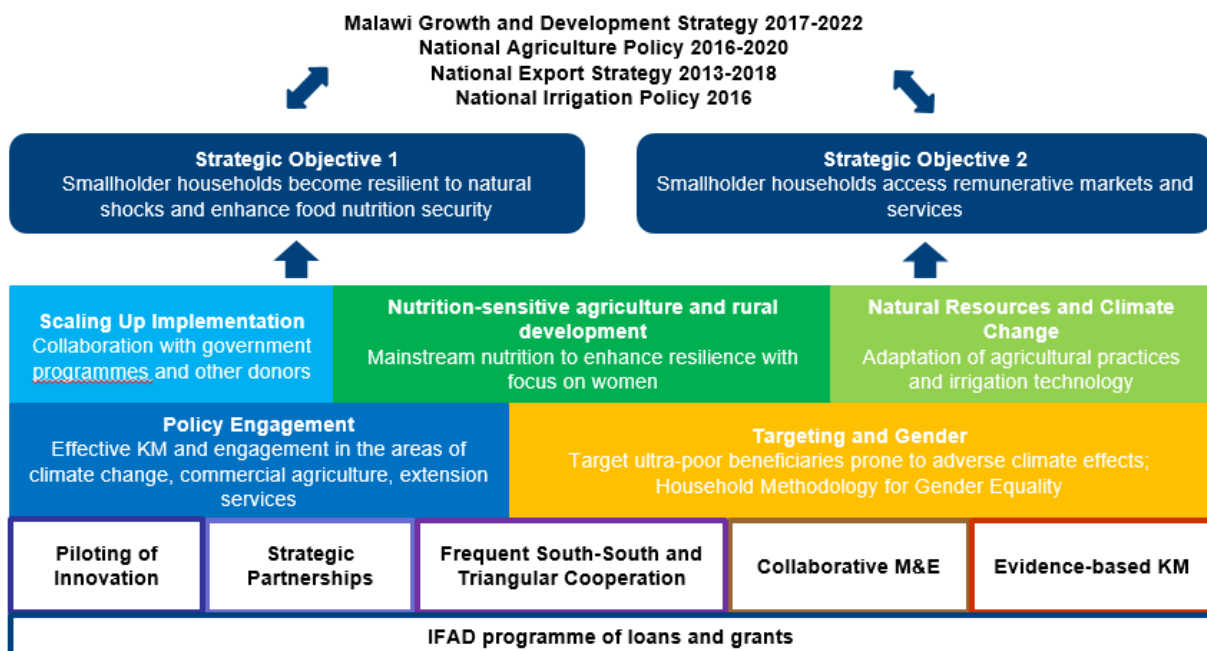 Malawi Growth and Development Strategy 2017-2022
National Agriculture Policy 2016-2020
National Export Strategy 2013-2018
National Irrigation Policy 2016
Strategic Objective 1
Smallholder households become resilient to natural
shocks and enhance food nutrition security
Strategic Objective 2
Smallholder households access remunerative markets and
services
Scaling Up Implementation
Collaboration with government
programmes and other donors
Nutrition-sensitive agriculture and rural
development
Mainstream nutrition to enhance resilience with
focus on women
Natural Resources and Climate
Change
Adaptation of agricultural practices
and irrigation technology
Policy Engagement
Effective KM and engagement in the areas of
climate change, commercial agriculture, extension
services
Targeting and Gender
Target ultra-poor beneficiaries prone to adverse climate effects;
Household Methodology for Gender Equality
Piloting of
Innovation
Strategic
Partnerships
Frequent South-South and
Triangular Cooperation
Collaborative M&E
Evidence-based KM
IFAD programme of loans and grants